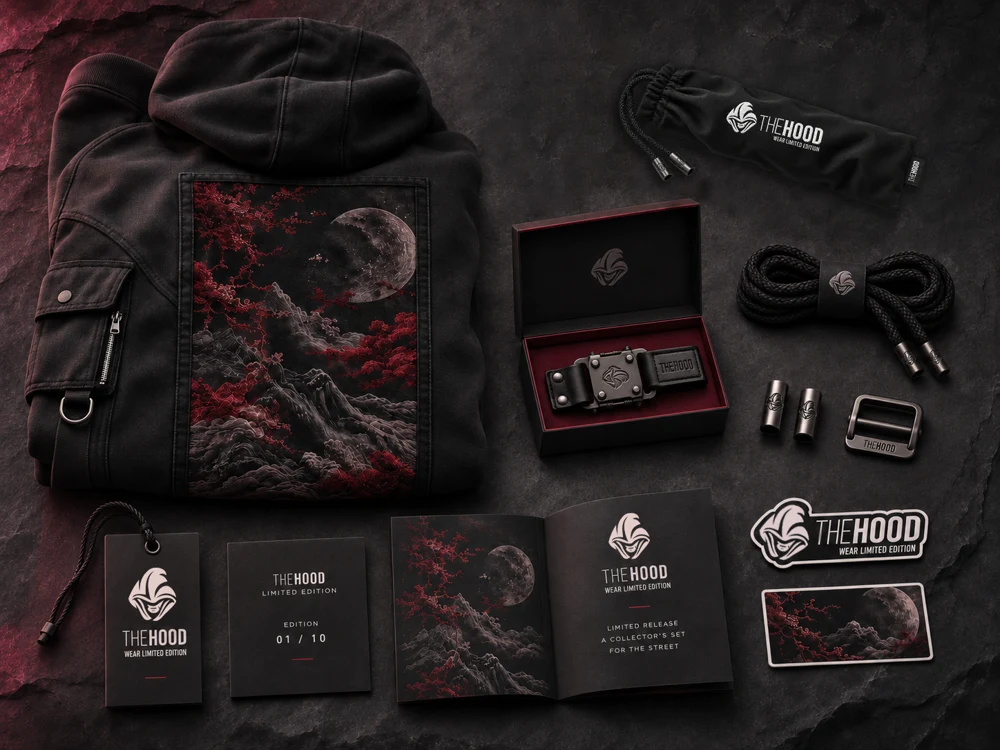 THEHOOD
WEAR LIMITED EDITION
THEHOOD
THEHOOD
THEHOOD
THEHOOD
WEAR LIMITED EDITION
THEHOOD
LIMITED EDITION
EDITION
01 / 10
THEHOOD
WEAR LIMITED EDITION
LIMITED RELEASE
A COLLECTOR'S SET
FOR THE STREET
THEHOOD
WEAR LIMITED EDITION